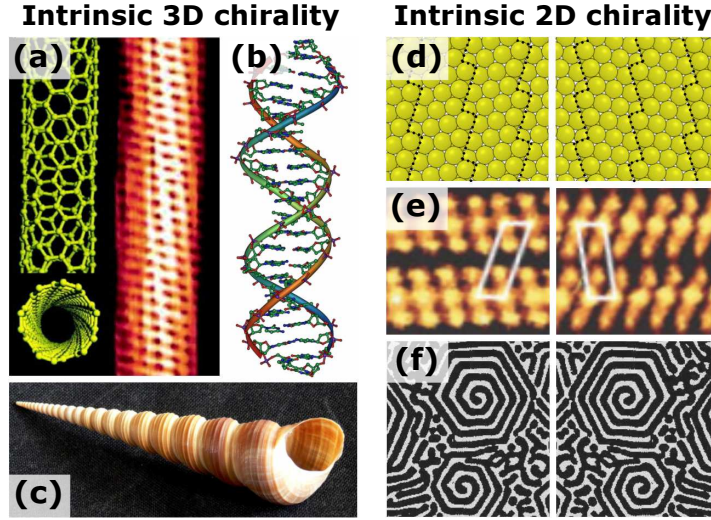 Intrinsic 3D chirality
Intrinsic 2D chirality
(a)
(b)
(c)
(d)
(e)
(f)